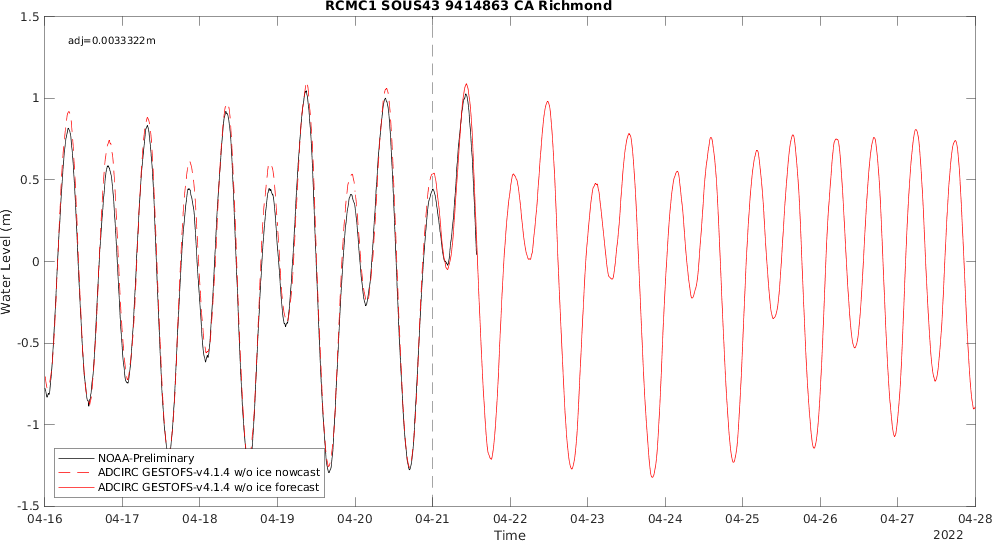 RCMC1 SOUS43 9414863 CA Richmond
adj=0.0033322m
1.5
1
0.5
0
-0.5
-1
-1.5
Water Level (m)
NOAA-Preliminary
ADCIRC GESTOFS-v4.1.4 w/o ice nowcast
ADCIRC GESTOFS-v4.1.4 w/o ice forecast
04-16 04-17 04-18 04-19 04-20 04-21 04-22 04-23 04-24 04-25 04-26 04-27 04-28
Time
2022